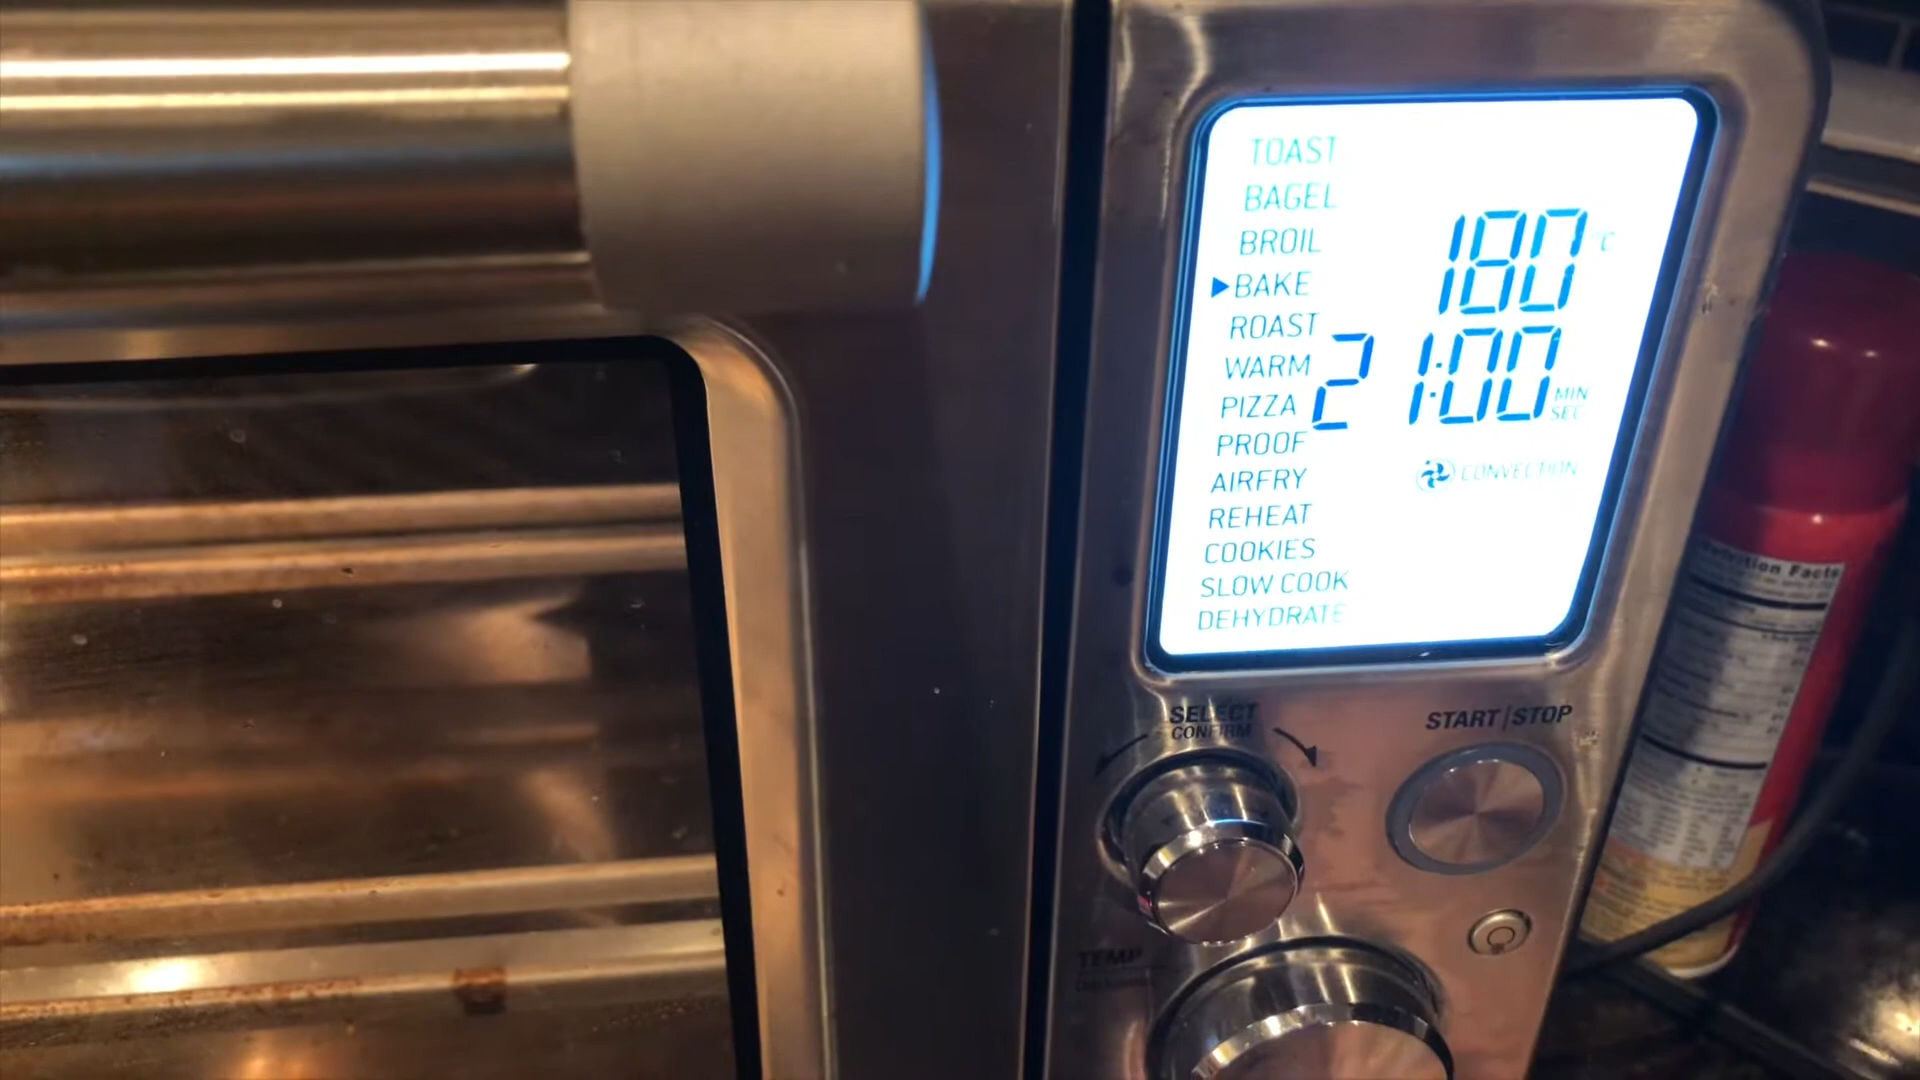 TOAST
BAGEL
BROIL
BAKE
ROAST
WARM
PIZZA
PROOF
AIRFRY
REHEAT
COOKIES
SLOW COOK
DEHYDRATE
180 °C
21:00 MIN SEC
CONVECTION
SELECT
CONFIRM
START|STOP
TEMP
Nutrition Facts